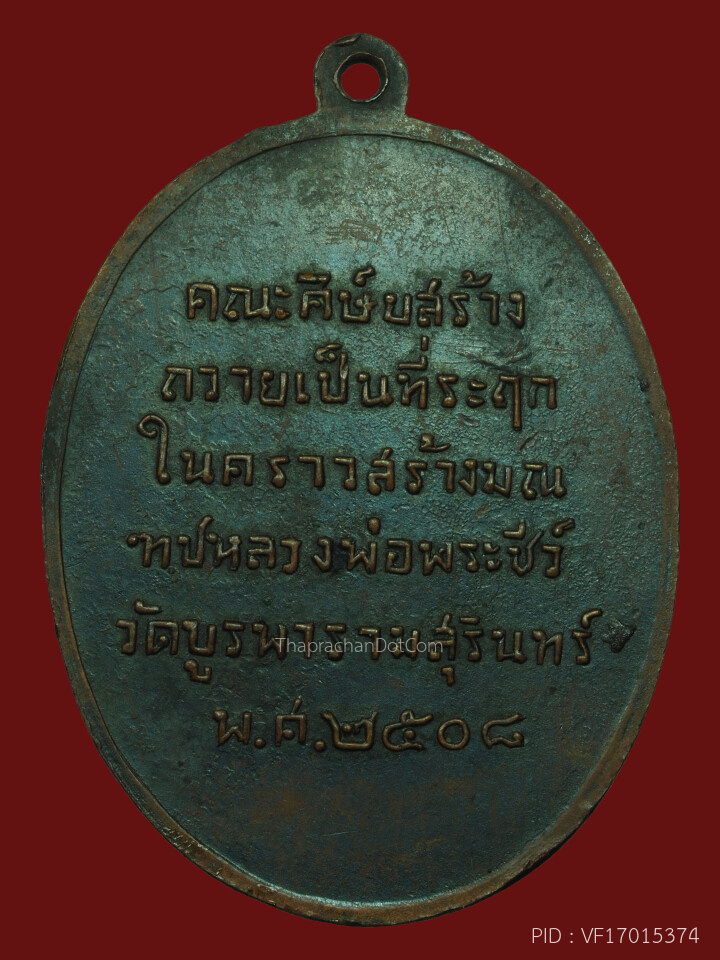 คณะศิษย์ขสร้าง
ถวายเป็นที่ระฤก
ในคราวสร้างมณ
ฑปหลวงพ่อพระชีว์
วัดบูรพารามสุรินทร์
พ.ศ.๒๕๐๘
ThaprachanDotCom
PID : VF17015374